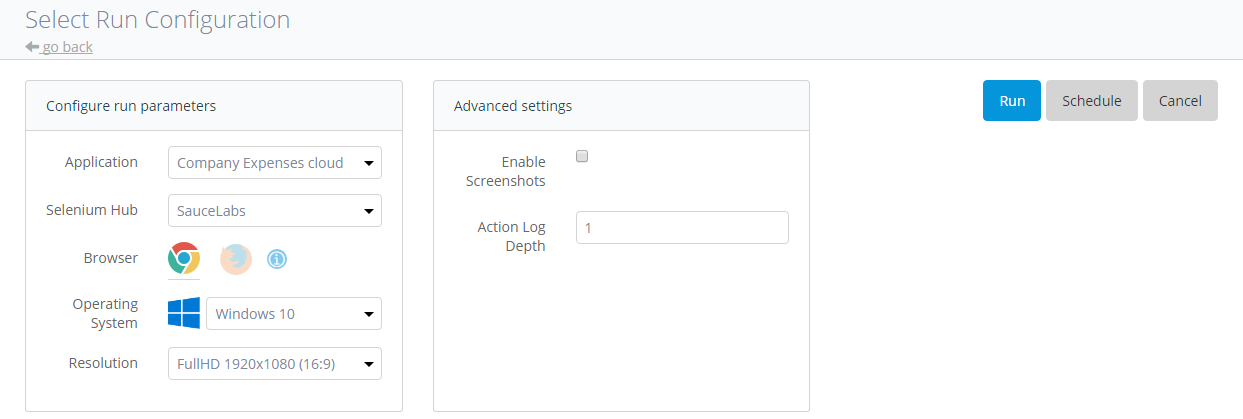 Select Run Configuration
go back
Configure run parameters
Application
Company Expenses cloud
Selenium Hub
SauceLabs
Browser
Operating
System
Windows 10
Resolution
FullHD 1920x1080 (16:9)
Advanced settings
Enable
Screenshots
Action Log
Depth
1
Run
Schedule
Cancel